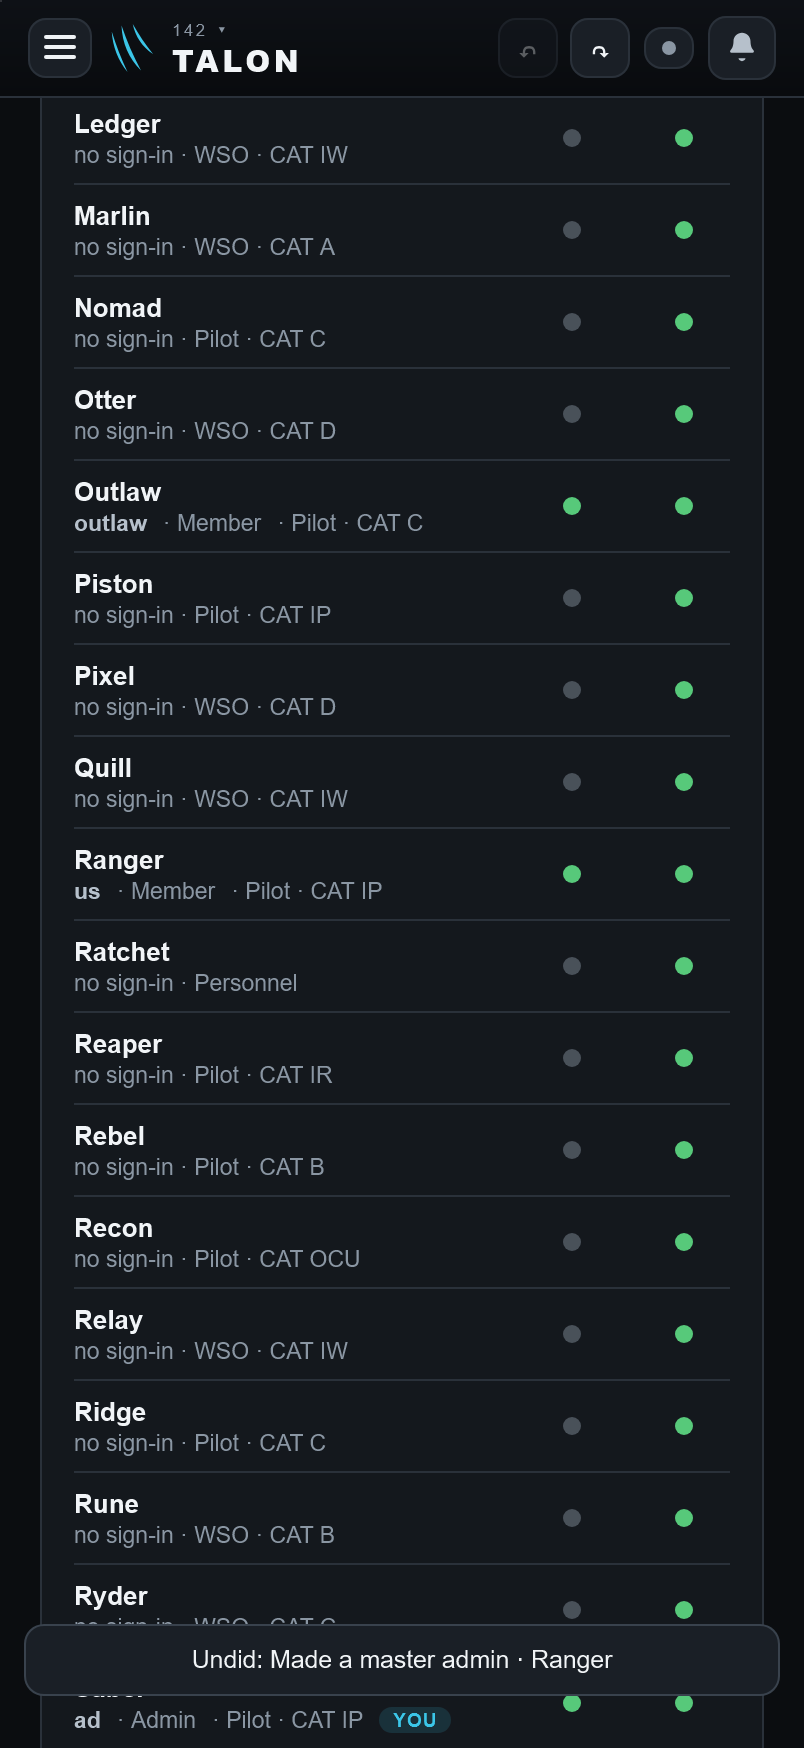 142 ▾
TALON
Ledger
no sign-in · WSO · CAT IW
Marlin
no sign-in · WSO · CAT A
Nomad
no sign-in · Pilot · CAT C
Otter
no sign-in · WSO · CAT D
Outlaw
outlaw · Member · Pilot · CAT C
Piston
no sign-in · Pilot · CAT IP
Pixel
no sign-in · WSO · CAT D
Quill
no sign-in · WSO · CAT IW
Ranger
us · Member · Pilot · CAT IP
Ratchet
no sign-in · Personnel
Reaper
no sign-in · Pilot · CAT IR
Rebel
no sign-in · Pilot · CAT B
Recon
no sign-in · Pilot · CAT OCU
Relay
no sign-in · WSO · CAT IW
Ridge
no sign-in · Pilot · CAT C
Rune
no sign-in · WSO · CAT B
Ryder
no sign-in · WSO · CAT
Undid: Made a master admin · Ranger
ad · Admin · Pilot · CAT IP YOU